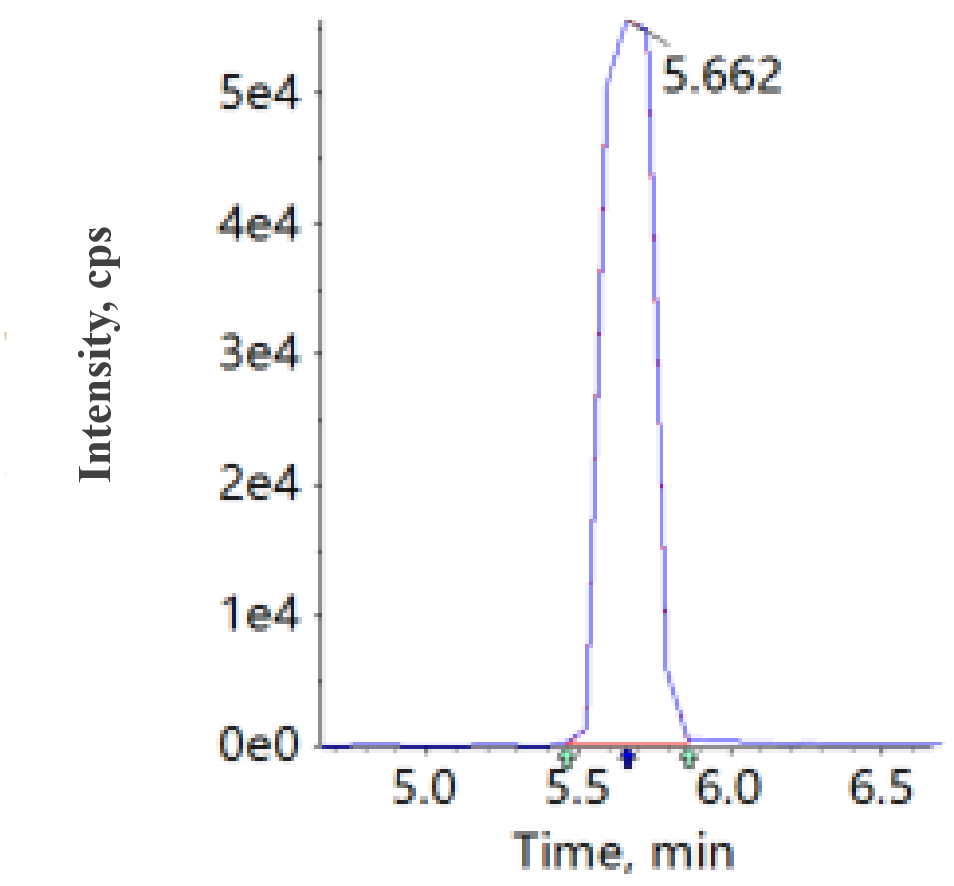 5.662
5e4
4e4
3e4
2e4
1e4
0e0
Intensity, cps
5.0 5.5 6.0 6.5
Time, min